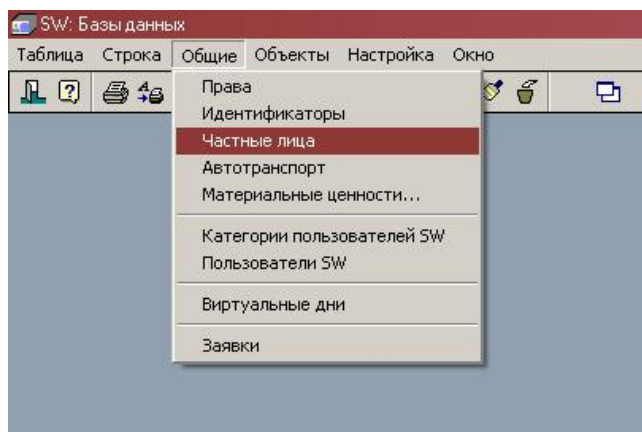 SW: Базы данных
Таблица Строка Общие Объекты Настройка Окно
Права
Идентификаторы
Частные лица
Автотранспорт
Материальные ценности...
Категории пользователей SW
Пользователи SW
Виртуальные дни
Заявки